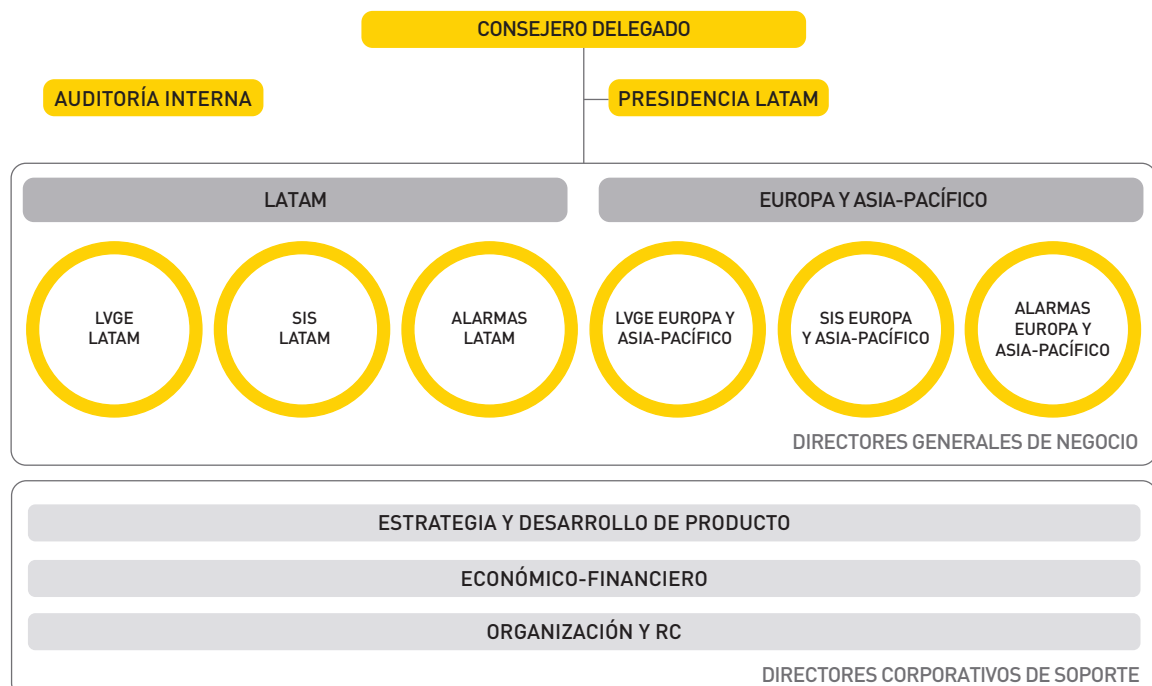 CONSEJERO DELEGADO
AUDITORÍA INTERNA
PRESIDENCIA LATAM
LATAM
EUROPA Y ASIA-PACÍFICO
LVGE
LATAM
SIS
LATAM
ALARMAS
LATAM
LVGE EUROPA Y
ASIA-PACÍFICO
SIS EUROPA
Y ASIA-PACÍFICO
ALARMAS
EUROPA Y
ASIA-PACÍFICO
DIRECTORES GENERALES DE NEGOCIO
ESTRATEGIA Y DESARROLLO DE PRODUCTO
ECONÓMICO-FINANCIERO
ORGANIZACIÓN Y RC
DIRECTORES CORPORATIVOS DE SOPORTE